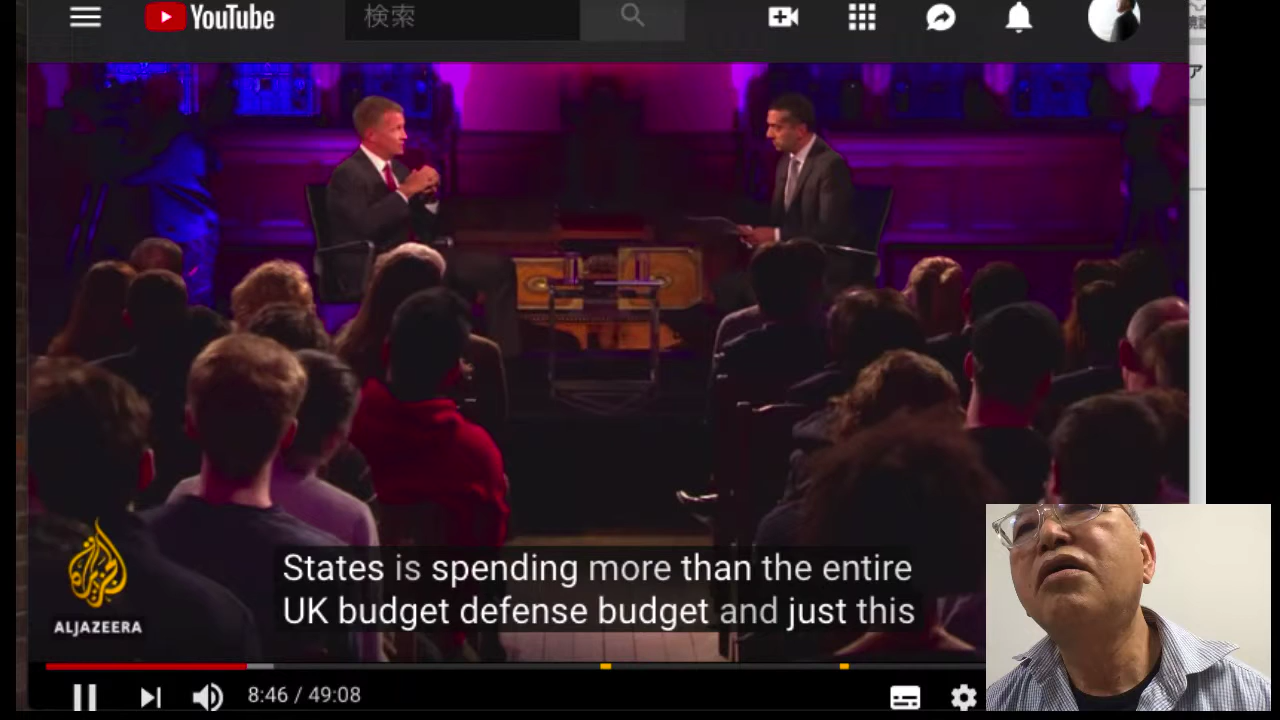 YouTube
検索
ア
States is spending more than the entire
UK budget defense budget and just this
ALJAZEERA
8:46 / 49:08